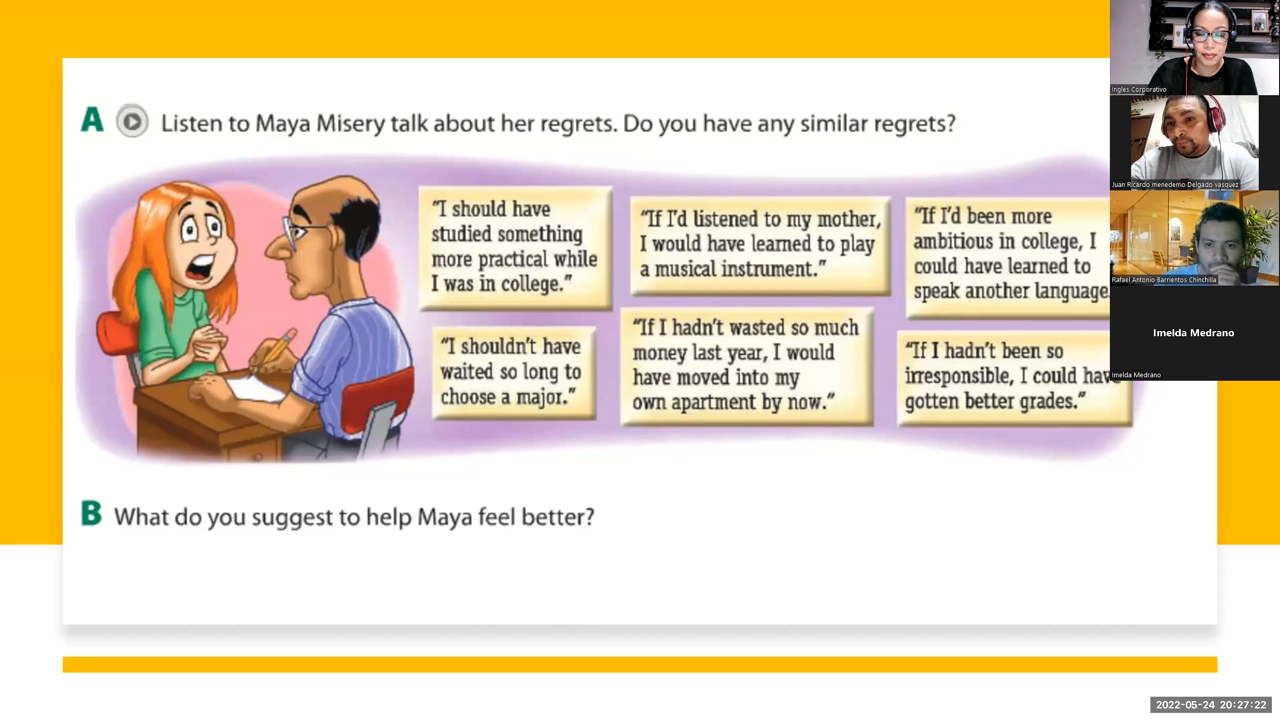 A Listen to Maya Misery talk about her regrets. Do you have any similar regrets?
"I should have
studied something
more practical while
I was in college."
"If I'd listened to my mother,
I would have learned to play
a musical instrument."
"If I'd been more
ambitious in college, I
could have learned to
speak another language
"I shouldn't have
waited so long to
choose a major."
"If I hadn't wasted so much
money last year, I would
have moved into my
own apartment by now."
"If I hadn't been so
irresponsible, I could have
gotten better grades."
B What do you suggest to help Maya feel better?
Ingles Corporativo
Juan Ricardo menedemo Delgado vasquez
Rafael Antonio Barrientos Chinchilla
Imelda Medrano
Imelda Medrano
2022-05-24 20:27:22